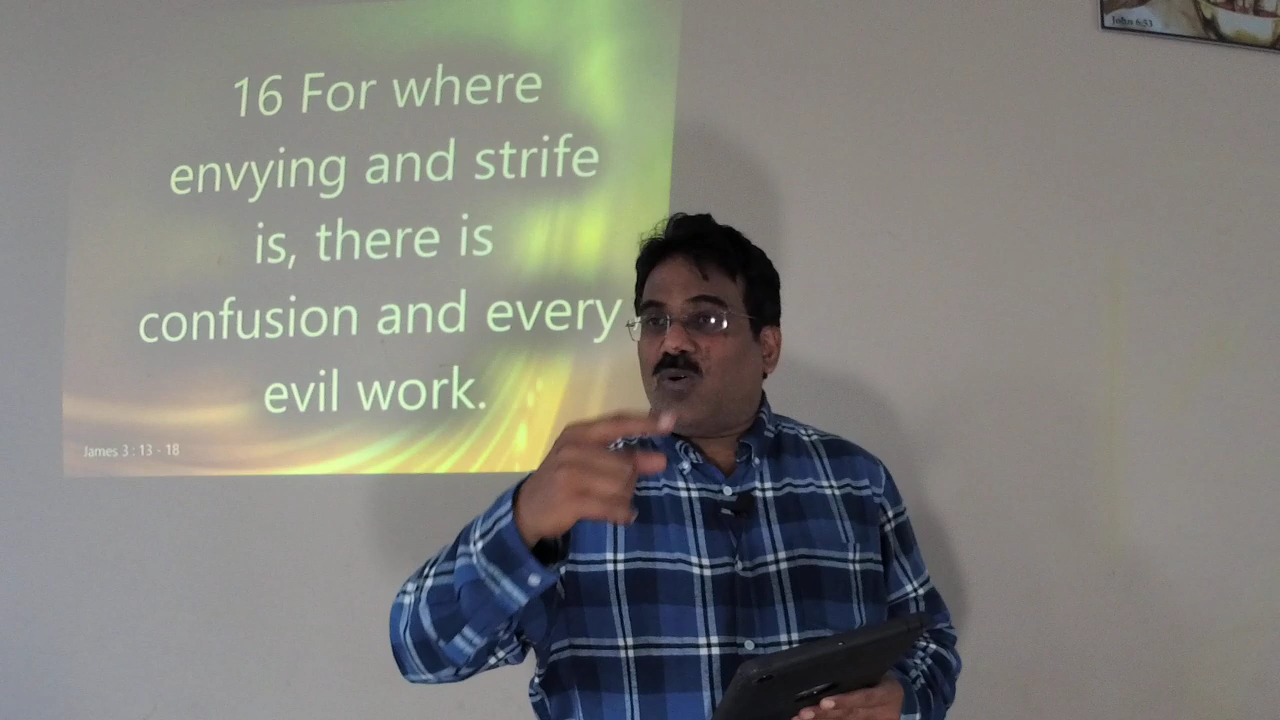 16 For where
envying and strife
is, there is
confusion and every
evil work.
James 3 : 13 - 18
John 6:53